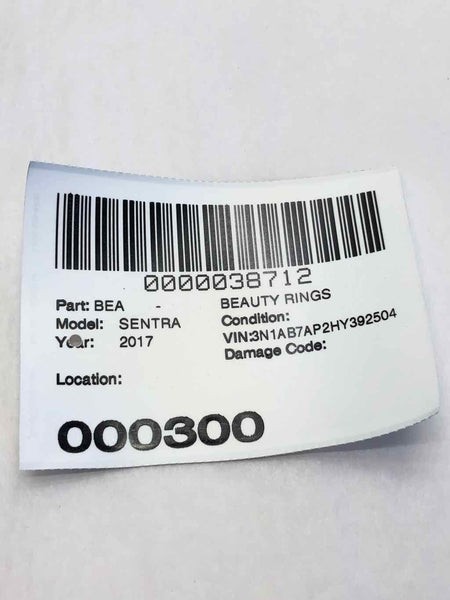 0000038712
Part: BEA - BEAUTY RINGS
Model: SENTRA Condition:
Year: 2017 VIN:3N1AB7AP2HY392504
Damage Code:
Location:
000300